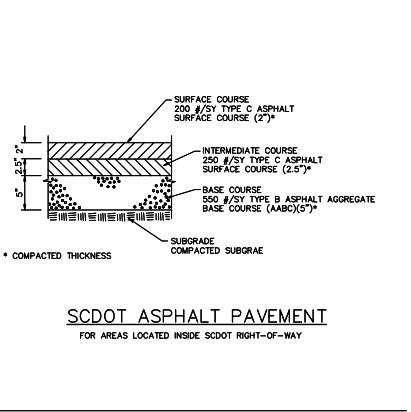 SURFACE COURSE
200 #/SY TYPE C ASPHALT
SURFACE COURSE (2")*
2"
2.5"
5"
INTERMEDIATE COURSE
250 #/SY TYPE C ASPHALT
SURFACE COURSE (2.5")*
BASE COURSE
550 #/SY TYPE B ASPHALT AGGREGATE
BASE COURSE (AABC)(5")*
SUBGRADE
COMPACTED SUBGRAE
* COMPACTED THICKNESS
SCDOT ASPHALT PAVEMENT
FOR AREAS LOCATED INSIDE SCDOT RIGHT-OF-WAY